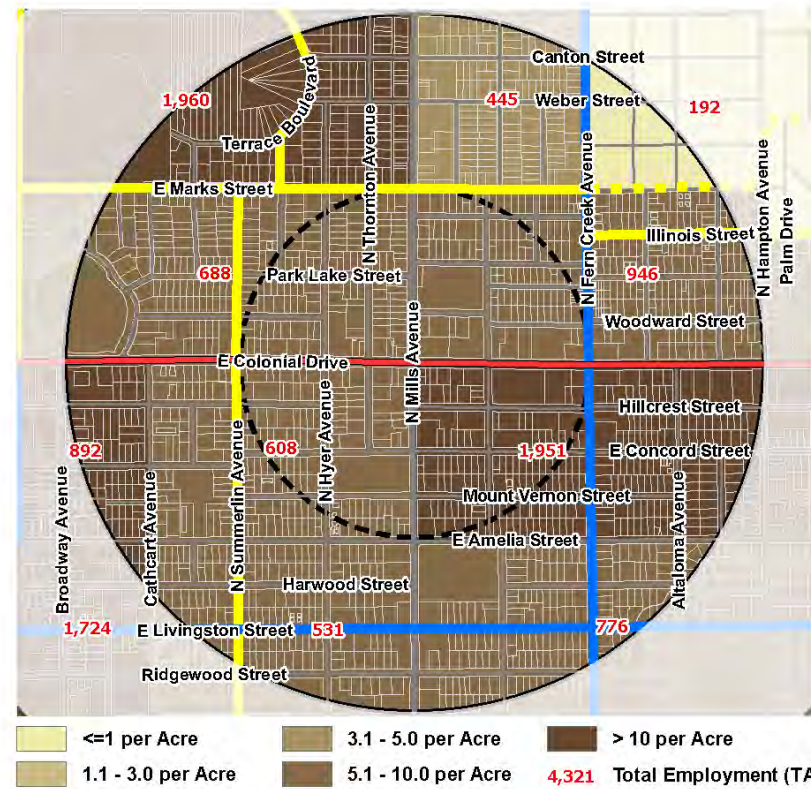 Canton Street
1,960
445
Weber Street
192
Terrace Boulevard
N Thornton Avenue
N Fern Creek Avenue
N Hampton Avenue
Palm Drive
E Marks Street
Illinois Street
688
Park Lake Street
946
Woodward Street
N Mills Avenue
E Colonial Drive
Hillcrest Street
892
608
N Hyer Avenue
1,951
E Concord Street
Broadway Avenue
Cathcart Avenue
N Summerlin Avenue
Mount Vernon Street
Altaloma Avenue
E Amelia Street
Harwood Street
1,724
E Livingston Street
531
776
Ridgewood Street
<=1 per Acre
3.1 - 5.0 per Acre
> 10 per Acre
1.1 - 3.0 per Acre
5.1 - 10.0 per Acre
4,321 Total Employment (TA